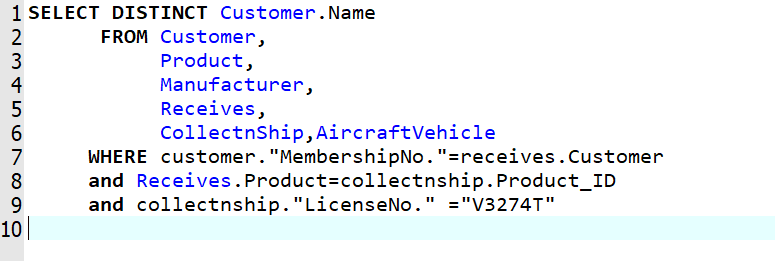 1 SELECT DISTINCT Customer.Name
2 FROM Customer,
3 Product,
4 Manufacturer,
5 Receives,
6 CollectnShip,AircraftVehicle
7 WHERE customer."MembershipNo."=receives.Customer
8 and Receives.Product=collectnship.Product_ID
9 and collectnship."LicenseNo." ="V3274T"
10